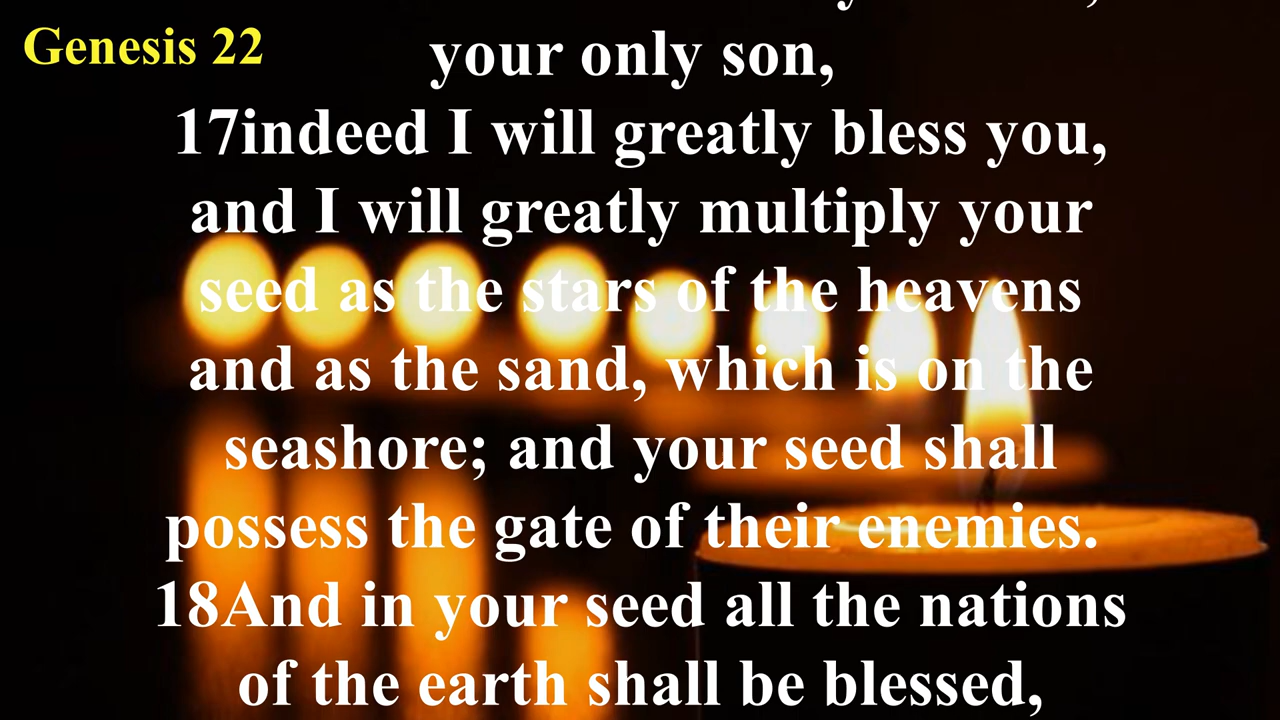 Genesis 22
your only son,
17indeed I will greatly bless you,
and I will greatly multiply your
seed as the stars of the heavens
and as the sand, which is on the
seashore; and your seed shall
possess the gate of their enemies.
18And in your seed all the nations
of the earth shall be blessed,